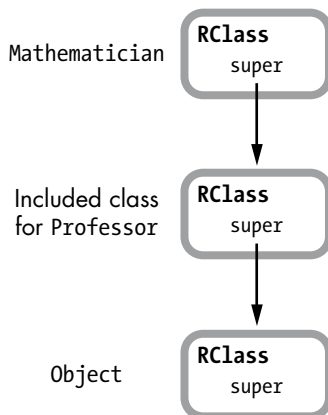 Mathematician
RClass
super
Included class
for Professor
RClass
super
Object
RClass
super